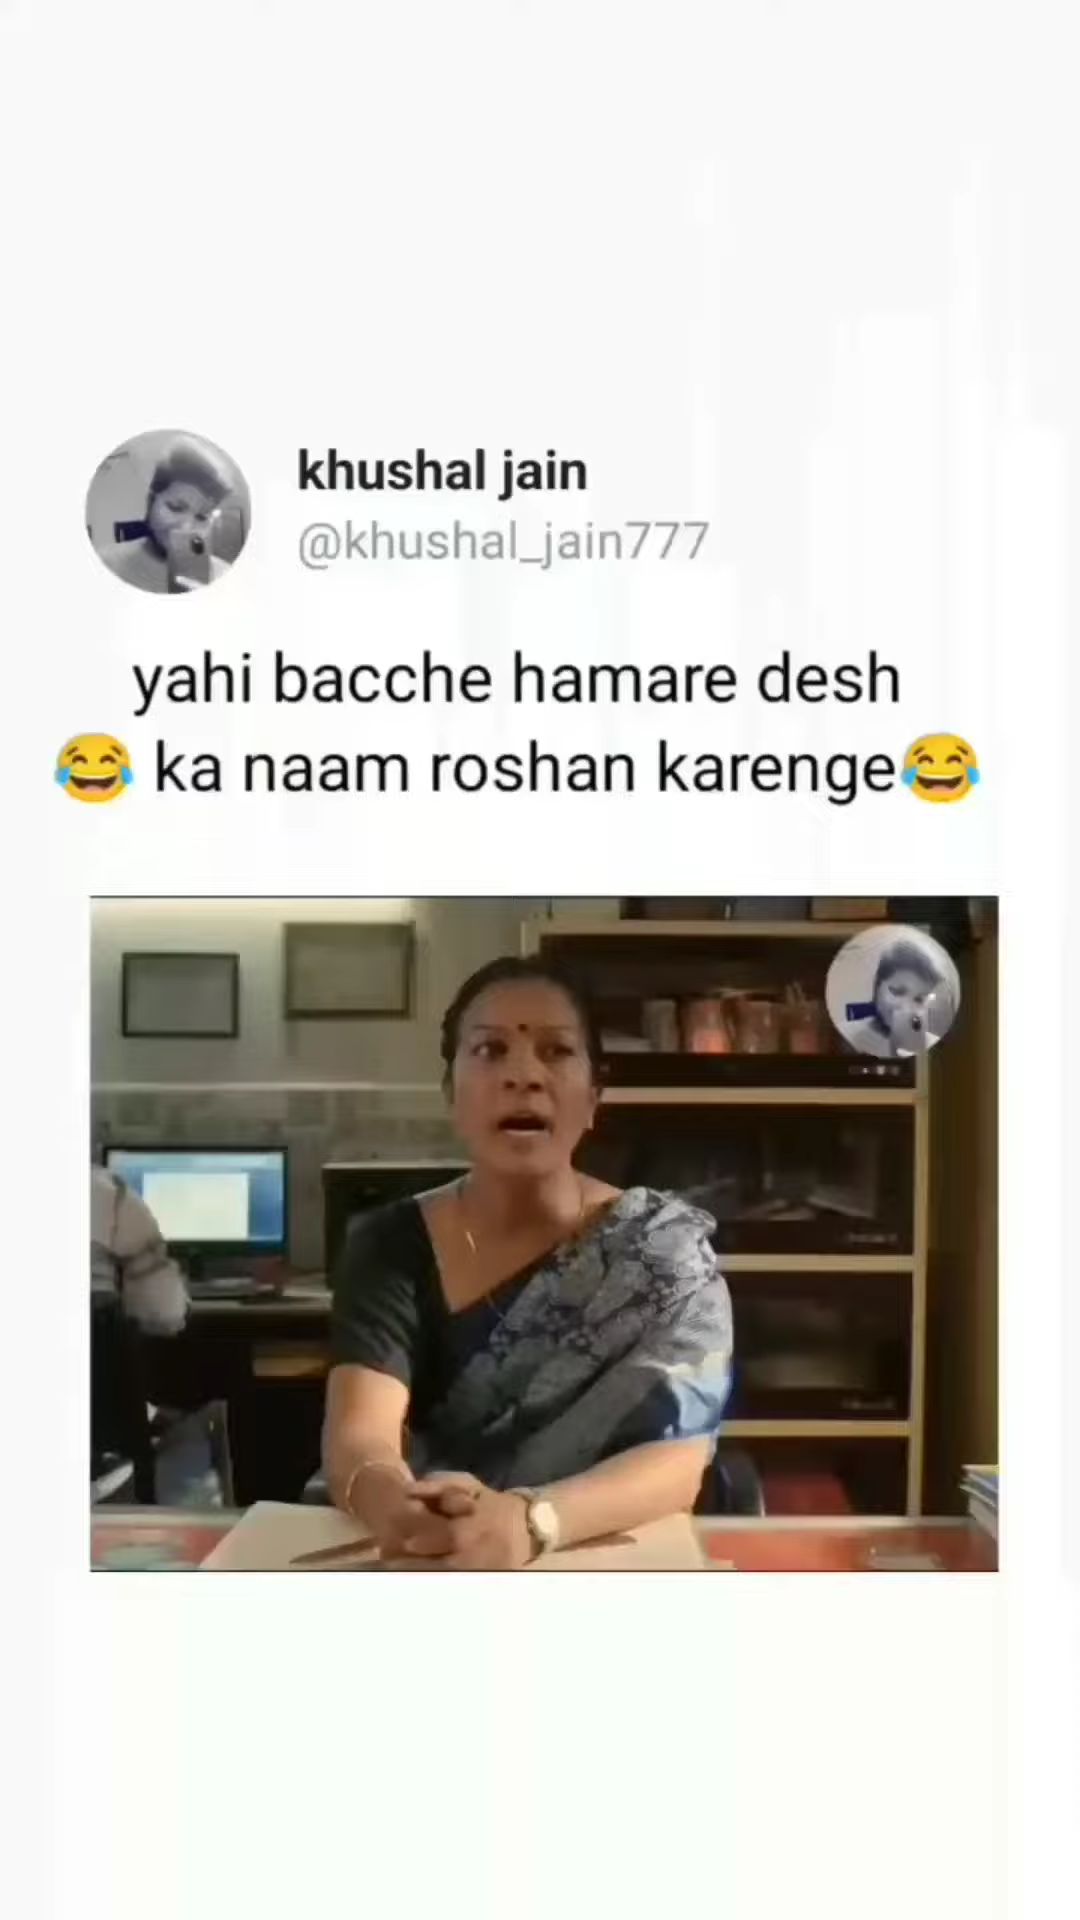 khushal jain
@khushal_jain777
yahi bacche hamare desh
😂 ka naam roshan karenge😂